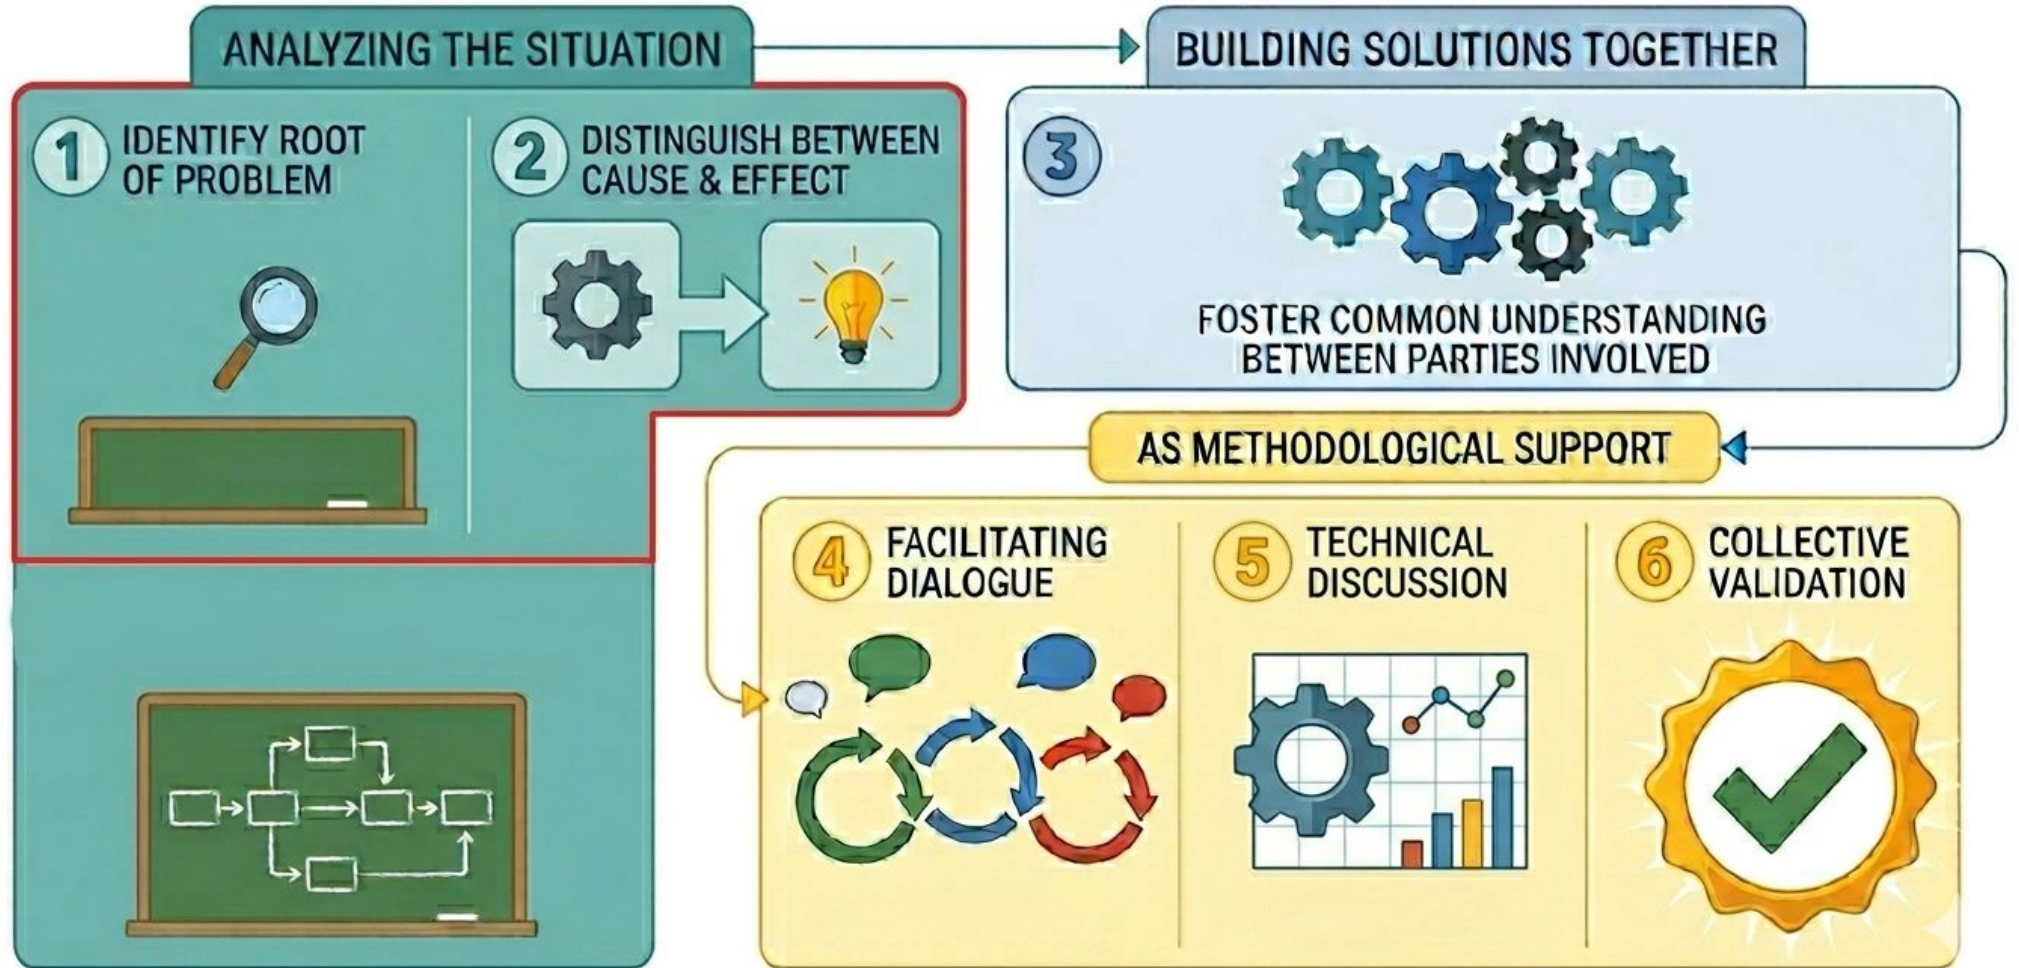 ANALYZING THE SITUATION
1
IDENTIFY ROOT
OF PROBLEM
2
DISTINGUISH BETWEEN
CAUSE & EFFECT
BUILDING SOLUTIONS TOGETHER
3
FOSTER COMMON UNDERSTANDING
BETWEEN PARTIES INVOLVED
AS METHODOLOGICAL SUPPORT
4
FACILITATING
DIALOGUE
5
TECHNICAL
DISCUSSION
6
COLLECTIVE
VALIDATION